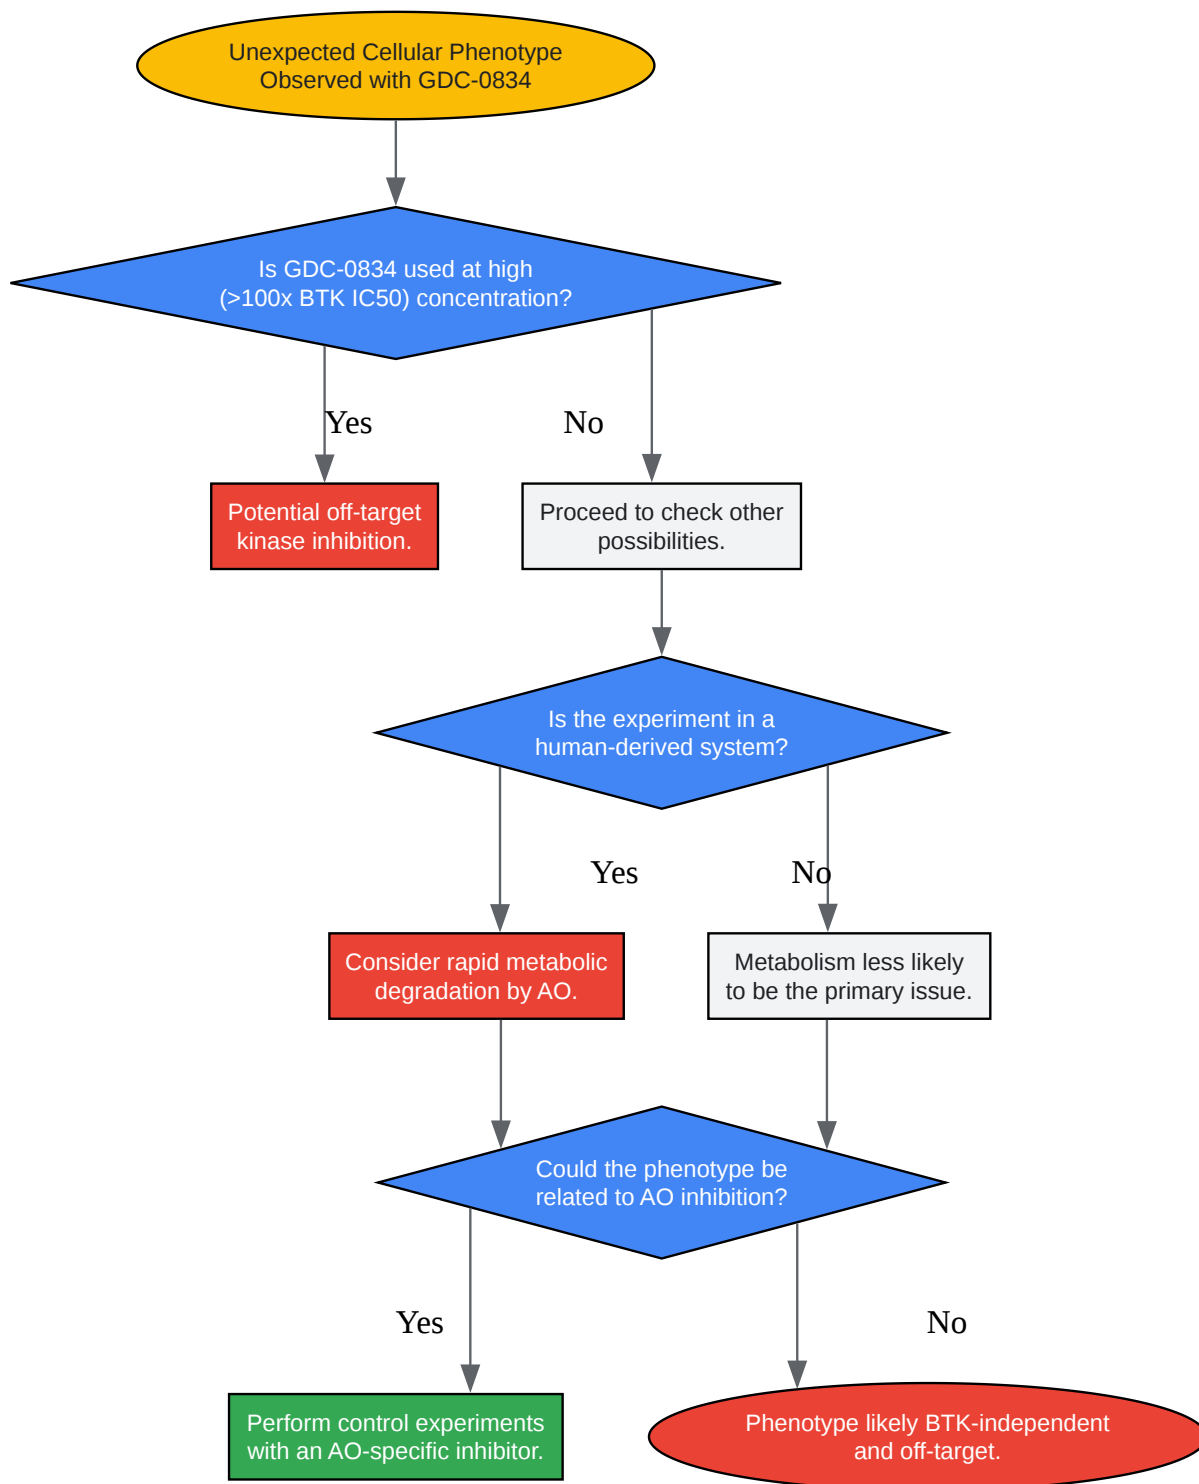 Unexpected Cellular Phenotype
Observed with GDC-0834
Is GDC-0834 used at high
(>100x BTK IC50) concentration?
Yes
No
Potential off-target
kinase inhibition.
Proceed to check other
possibilities.
Is the experiment in a
human-derived system?
Yes
No
Consider rapid metabolic
degradation by AO.
Metabolism less likely
to be the primary issue.
Could the phenotype be
related to AO inhibition?
Yes
No
Perform control experiments
with an AO-specific inhibitor.
Phenotype likely BTK-independent
and off-target.